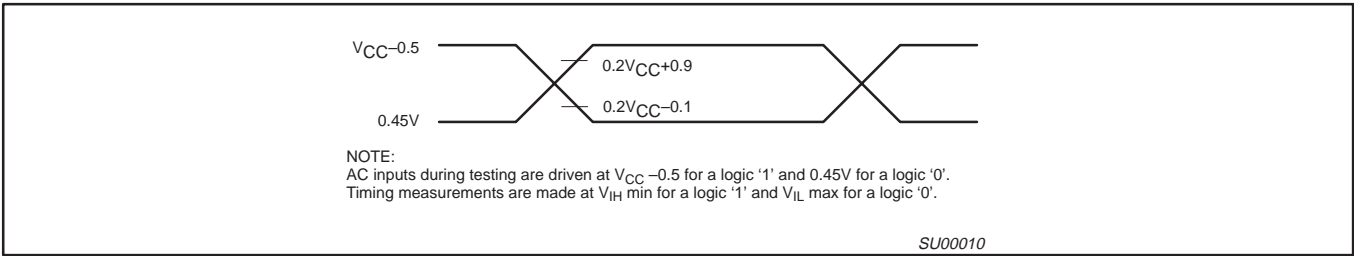 VCC–0.5
0.2VCC+0.9
0.2VCC–0.1
0.45V
NOTE:
AC inputs during testing are driven at VCC –0.5 for a logic ‘1’ and 0.45V for a logic ‘0’.
Timing measurements are made at VIH min for a logic ‘1’ and VIL max for a logic ‘0’.
SU00010